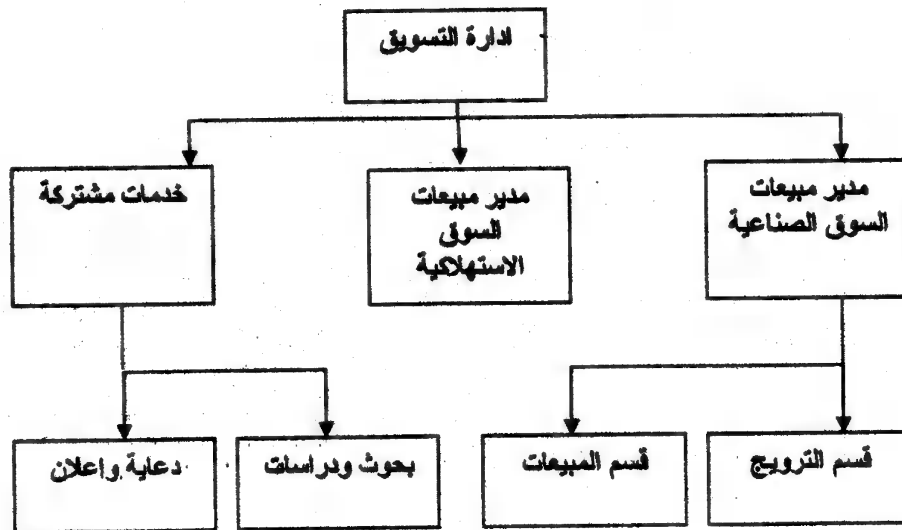 ادارة التسويق
مدير مبيعات
السوق الصناعية
مدير مبيعات
السوق
الاستهلاكية
خدمات مشتركة
قسم الترويج
قسم المبيعات
بحوث ودراسات
دعاية واعلان